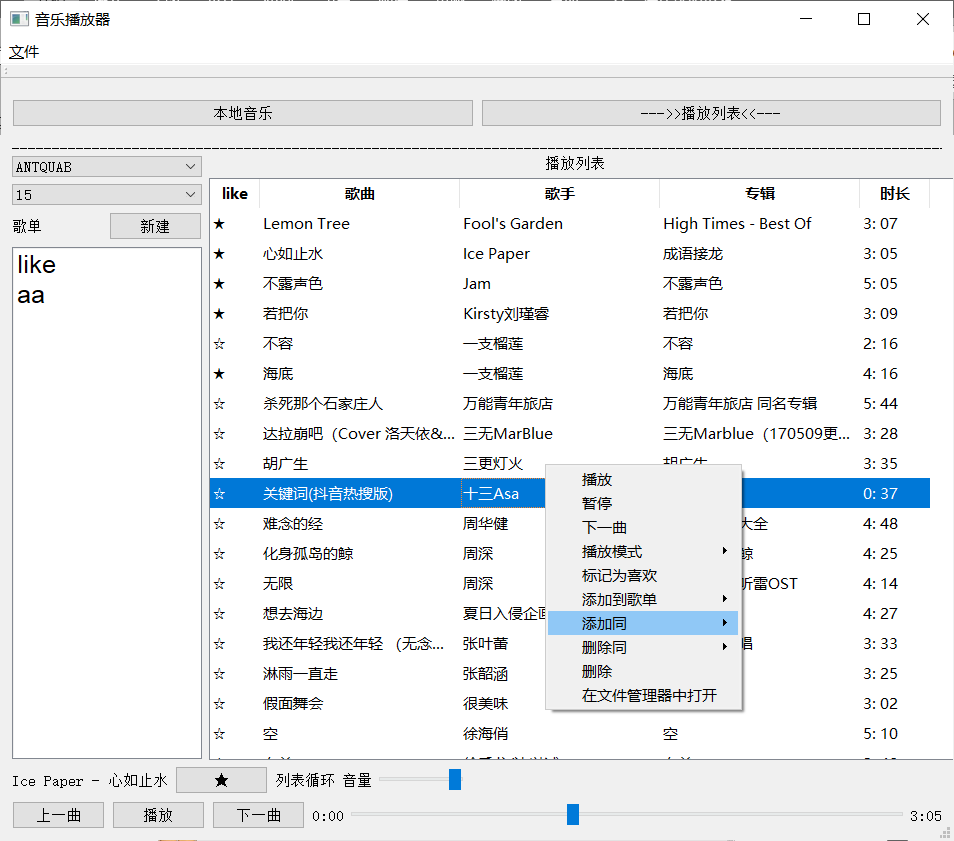 音乐播放器
文件
本地音乐 --->>播放列表<<---
ANTQUAB
15
歌单 新建
like
aa
播放列表
like 歌曲 歌手 专辑 时长
★ Lemon Tree Fool's Garden High Times - Best Of 3: 07
★ 心如止水 Ice Paper 成语接龙 3: 05
★ 不露声色 Jam 不露声色 5: 05
★ 若把你 Kirsty刘瑾睿 若把你 3: 09
☆ 不容 一支榴莲 不容 2: 16
★ 海底 一支榴莲 海底 4: 16
☆ 杀死那个石家庄人 万能青年旅店 万能青年旅店 同名专辑 5: 44
☆ 达拉崩吧（Cover 洛天依&... 三无MarBlue 三无Marblue（170509更... 3: 28
☆ 胡广生 三更灯火 胡广生 3: 35
☆ 关键词(抖音热搜版) 十三Asa 0: 37
☆ 难念的经 周华健 大全 4: 48
☆ 化身孤岛的鲸 周深 鲸 4: 25
☆ 无限 周深 听雷OST 4: 14
☆ 想去海边 夏日入侵企画 4: 27
☆ 我还年轻我还年轻 （无念... 张叶蕾 唱 3: 33
☆ 淋雨一直走 张韶涵 3: 25
☆ 假面舞会 很美味 3: 02
☆ 空 徐海俏 空 5: 10
播放
暂停
下一曲
播放模式
标记为喜欢
添加到歌单
添加同
删除同
删除
在文件管理器中打开
Ice Paper - 心如止水 ★ 列表循环 音量
上一曲 播放 下一曲 0:00 3:05